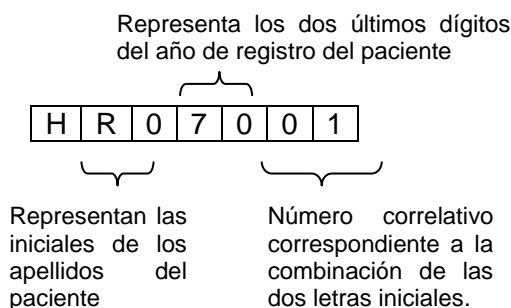 Representa los dos últimos dígitos
del año de registro del paciente
H R 0 7 0 0 1
Representan las
iniciales de los
apellidos del
paciente
Número correlativo
correspondiente a la
combinación de las
dos letras iniciales.